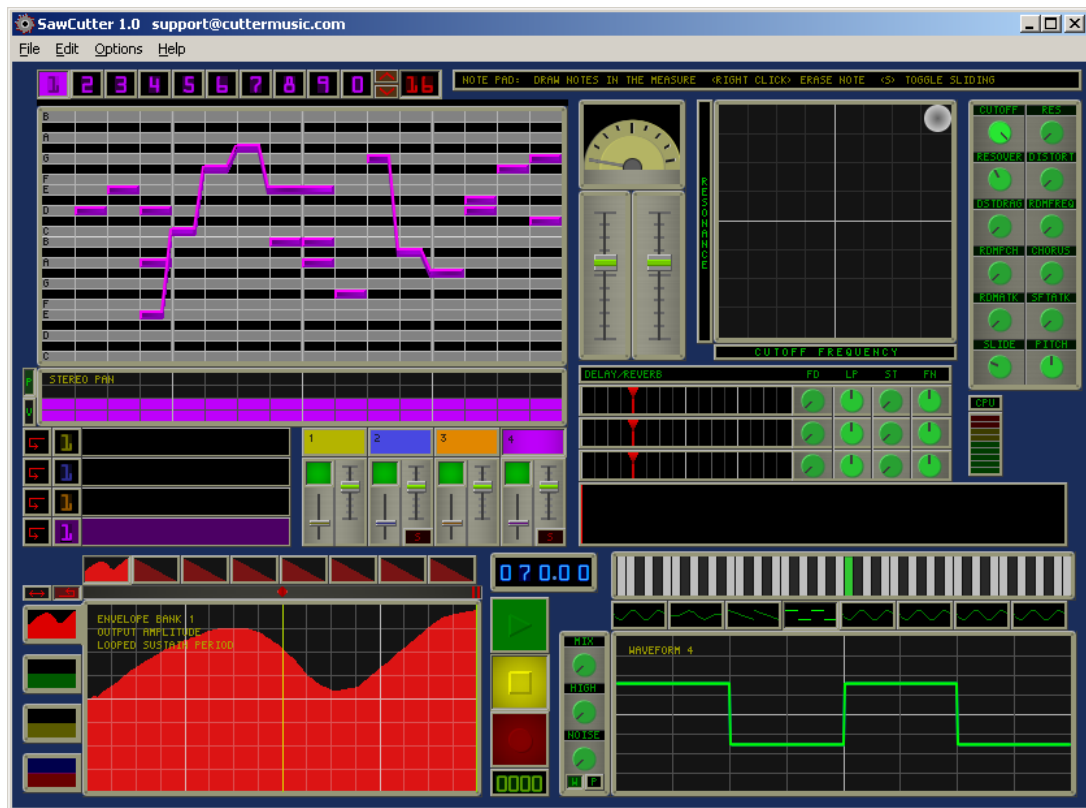 SawCutter 1.0 support@cuttermusic.com
File Edit Options Help
1 2 3 4 5 6 7 8 9 0 16
NOTE PAD: DRAW NOTES IN THE MEASURE <RIGHT CLICK> ERASE NOTE <S> TOGGLE SLIDING
B
A
G
F
E
D
C
B
A
G
F
E
D
C
RESONANCE
CUTOFF FREQUENCY
CUTOFF RES
RESOVER DISTORT
DSTDRAG RDMFREQ
RDMPCH CHORUS
RDMATK SFTATK
SLIDE PITCH
P STEREO PAN
V
DELAY/REVERB FD LP ST FN
CPU
1
1
1
1
1 2 3 4
S S
070.00
ENVELOPE BANK 1
OUTPUT AMPLITUDE
LOOPED SUSTAIN PERIOD
0000
MIX
HIGH
NOISE
W P
WAVEFORM 4